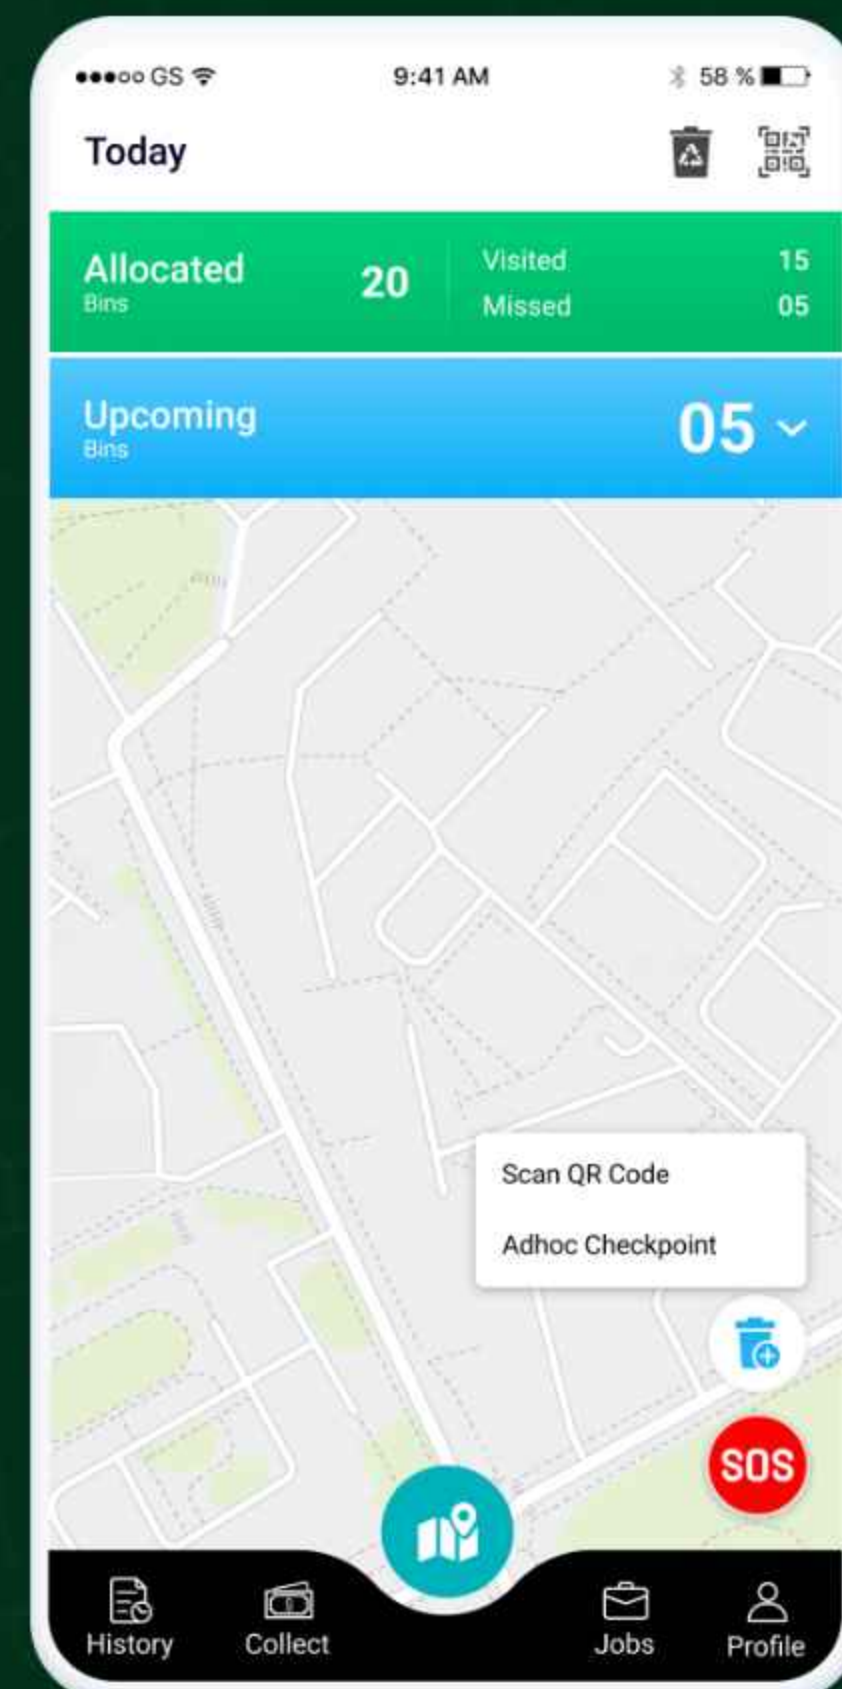 ●●●○○ GS 9:41 AM 58 %
Today
Allocated
Bins
20
Visited 15
Missed 05
Upcoming
Bins
05
Scan QR Code
Adhoc Checkpoint
SOS
History Collect Jobs Profile